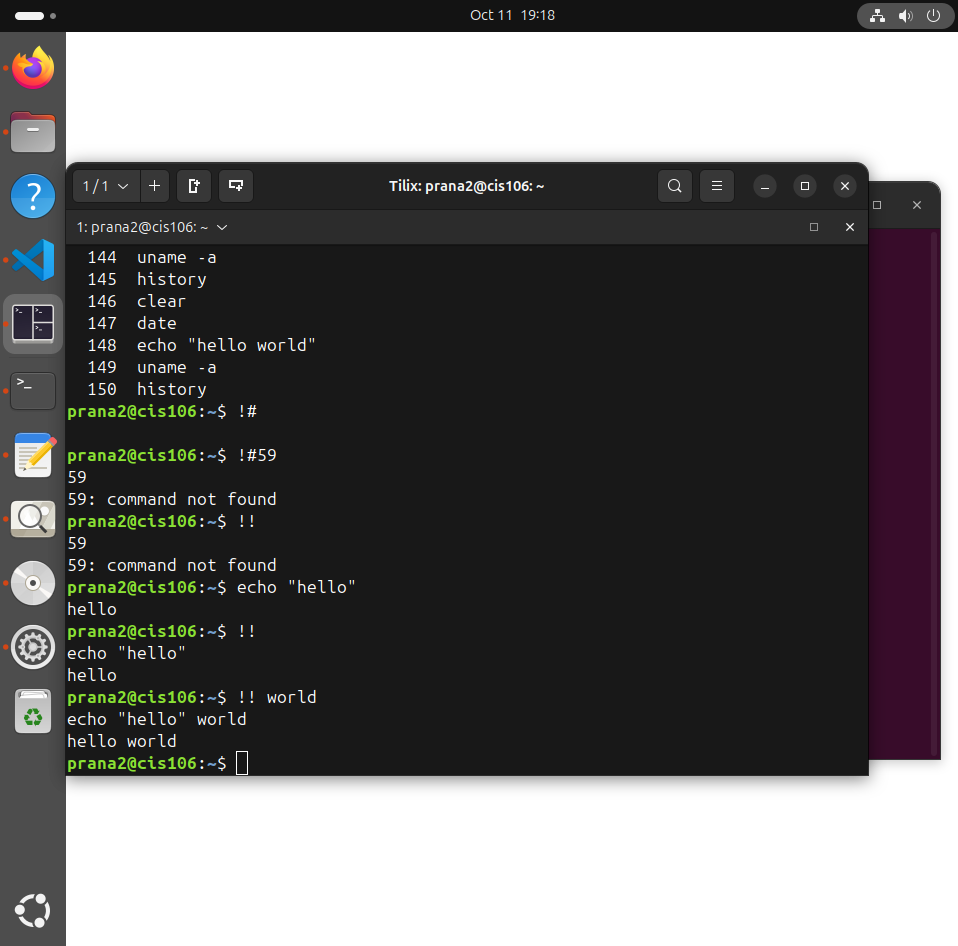 Oct 11 19:18
1 / 1
Tilix: prana2@cis106: ~
1: prana2@cis106: ~
144 uname -a
145 history
146 clear
147 date
148 echo "hello world"
149 uname -a
150 history
prana2@cis106:~$ !#
prana2@cis106:~$ !#59
59
59: command not found
prana2@cis106:~$ !!
59
59: command not found
prana2@cis106:~$ echo "hello"
hello
prana2@cis106:~$ !!
echo "hello"
hello
prana2@cis106:~$ !! world
echo "hello" world
hello world
prana2@cis106:~$